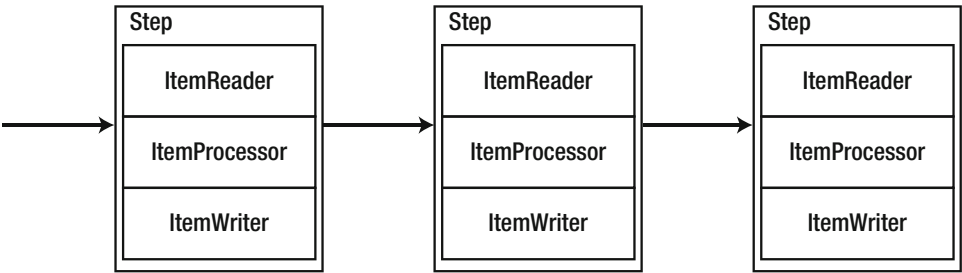 Step
ItemReader
ItemProcessor
ItemWriter
Step
ItemReader
ItemProcessor
ItemWriter
Step
ItemReader
ItemProcessor
ItemWriter